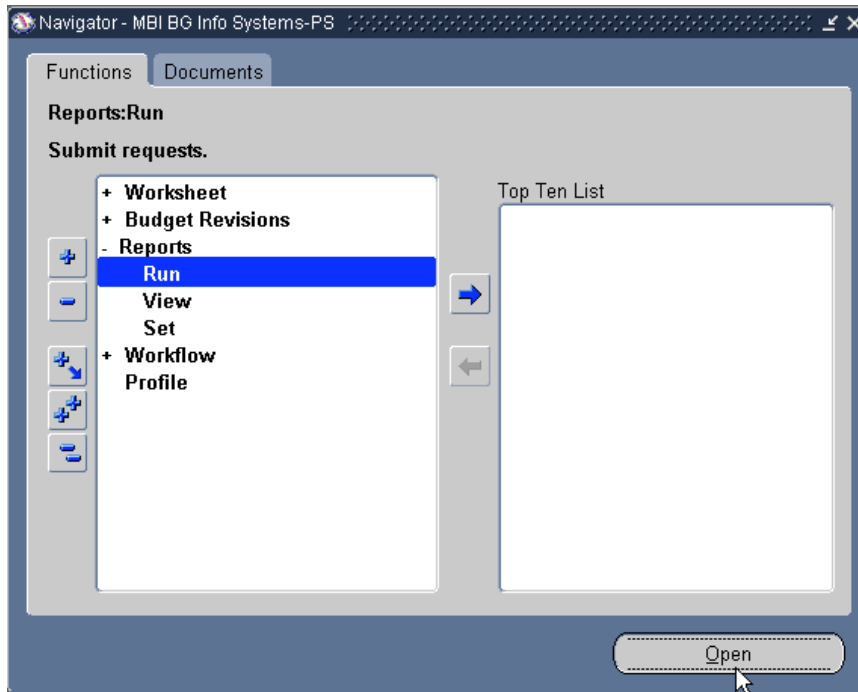 Navigator - MBI BG Info Systems-PS
Functions
Documents
Reports:Run
Submit requests.
+ Worksheet
+ Budget Revisions
- Reports
Run
View
Set
+ Workflow
Profile
Top Ten List
Open